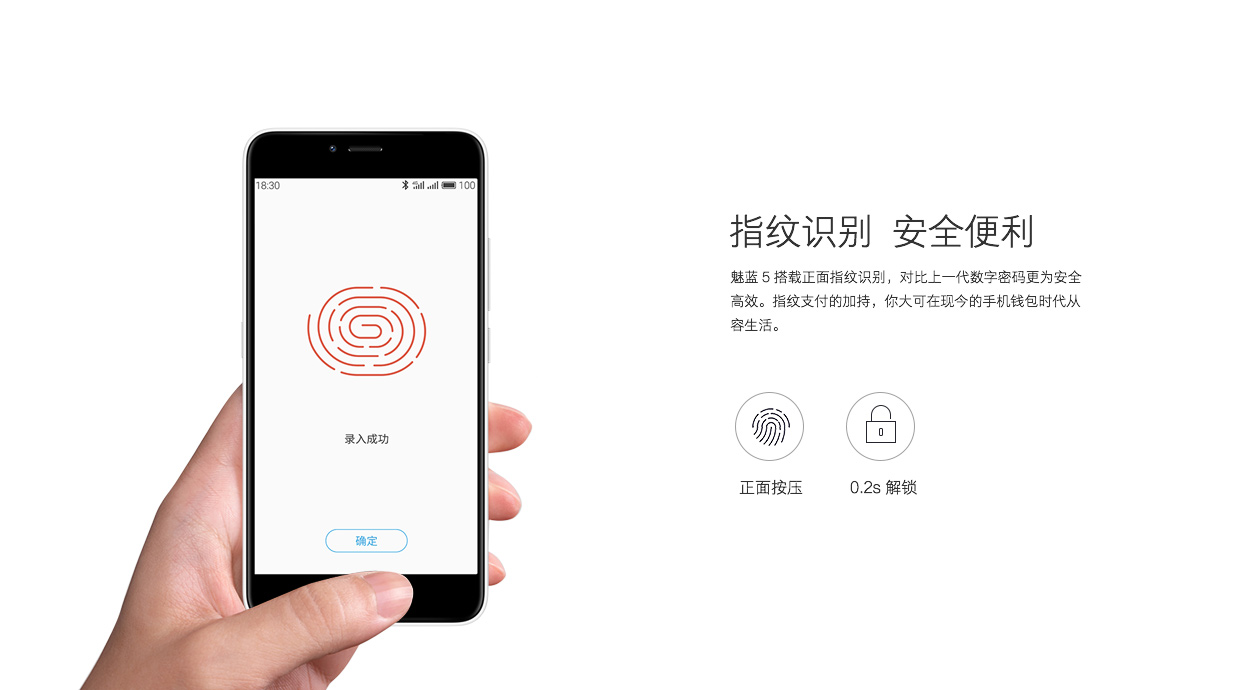 18:30
4G
100
录入成功
确定
指纹识别 安全便利
魅蓝 5 搭载正面指纹识别，对比上一代数字密码更为安全
高效。指纹支付的加持，你大可在现今的手机钱包时代从
容生活。
0
正面按压
0.2s 解锁